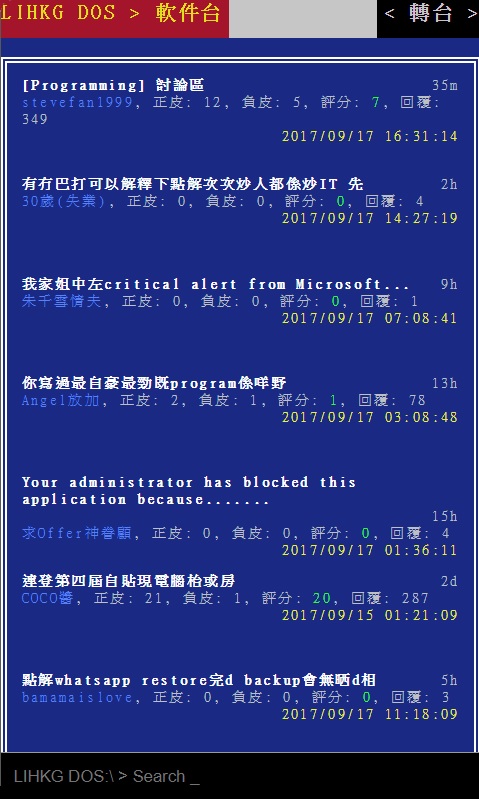 LIHKG DOS > 軟件台 < 轉台 >
[Programming] 討論區 35m
stevefan1999, 正皮: 12, 負皮: 5, 評分: 7, 回覆:
349
2017/09/17 16:31:14
有冇巴打可以解釋下點解次次炒人都係炒IT 先 2h
30歲(失業), 正皮: 0, 負皮: 0, 評分: 0, 回覆: 4
2017/09/17 14:27:19
我家姐中左critical alert from Microsoft... 9h
朱千雪情夫, 正皮: 0, 負皮: 0, 評分: 0, 回覆: 1
2017/09/17 07:08:41
你寫過最自豪最勁既program係咩野 13h
Angel放加, 正皮: 2, 負皮: 1, 評分: 1, 回覆: 78
2017/09/17 03:08:48
Your administrator has blocked this
application because.......
15h
求Offer神眷顧, 正皮: 0, 負皮: 0, 評分: 0, 回覆: 4
2017/09/17 01:36:11
連登第四屆自貼現電腦枱或房 2d
COCO醬, 正皮: 21, 負皮: 1, 評分: 20, 回覆: 287
2017/09/15 01:21:09
點解whatsapp restore完d backup會無晒d相 5h
bamamaislove, 正皮: 0, 負皮: 0, 評分: 0, 回覆: 3
2017/09/17 11:18:09
LIHKG DOS:\ > Search _